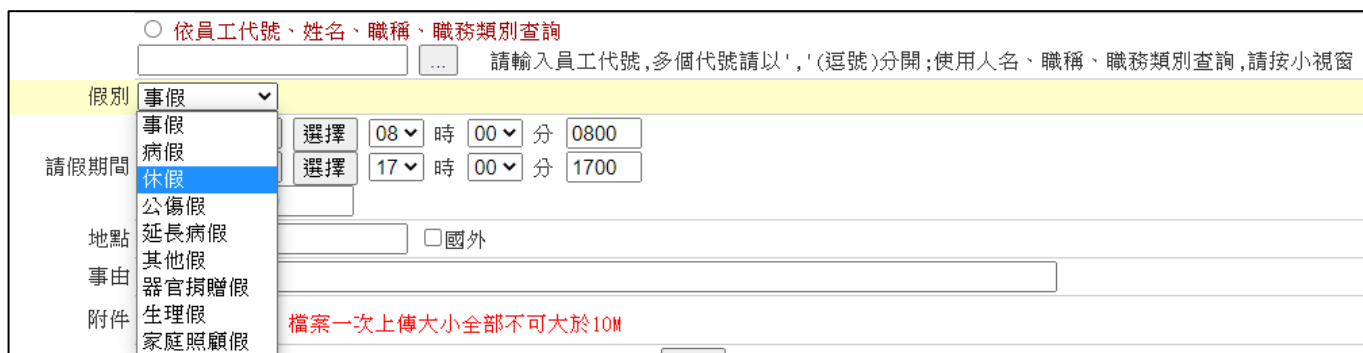 依員工代號、姓名、職稱、職務類別查詢
... 請輸入員工代號,多個代號請以','(逗號)分開;使用人名、職稱、職務類別查詢,請按小視窗
假別 事假
事假
病假
休假
公傷假
延長病假
其他假
器官捐贈假
生理假
家庭照顧假
請假期間
選擇 08 時 00 分 0800
選擇 17 時 00 分 1700
地點 國外
事由
附件 檔案一次上傳大小全部不可大於10M